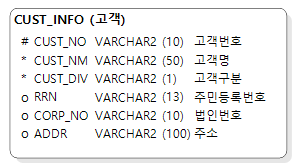 CUST_INFO (고객)
# CUST_NO VARCHAR2 (10) 고객번호
* CUST_NM VARCHAR2 (50) 고객명
* CUST_DIV VARCHAR2 (1) 고객구분
o RRN VARCHAR2 (13) 주민등록번호
o CORP_NO VARCHAR2 (10) 법인번호
o ADDR VARCHAR2 (100) 주소